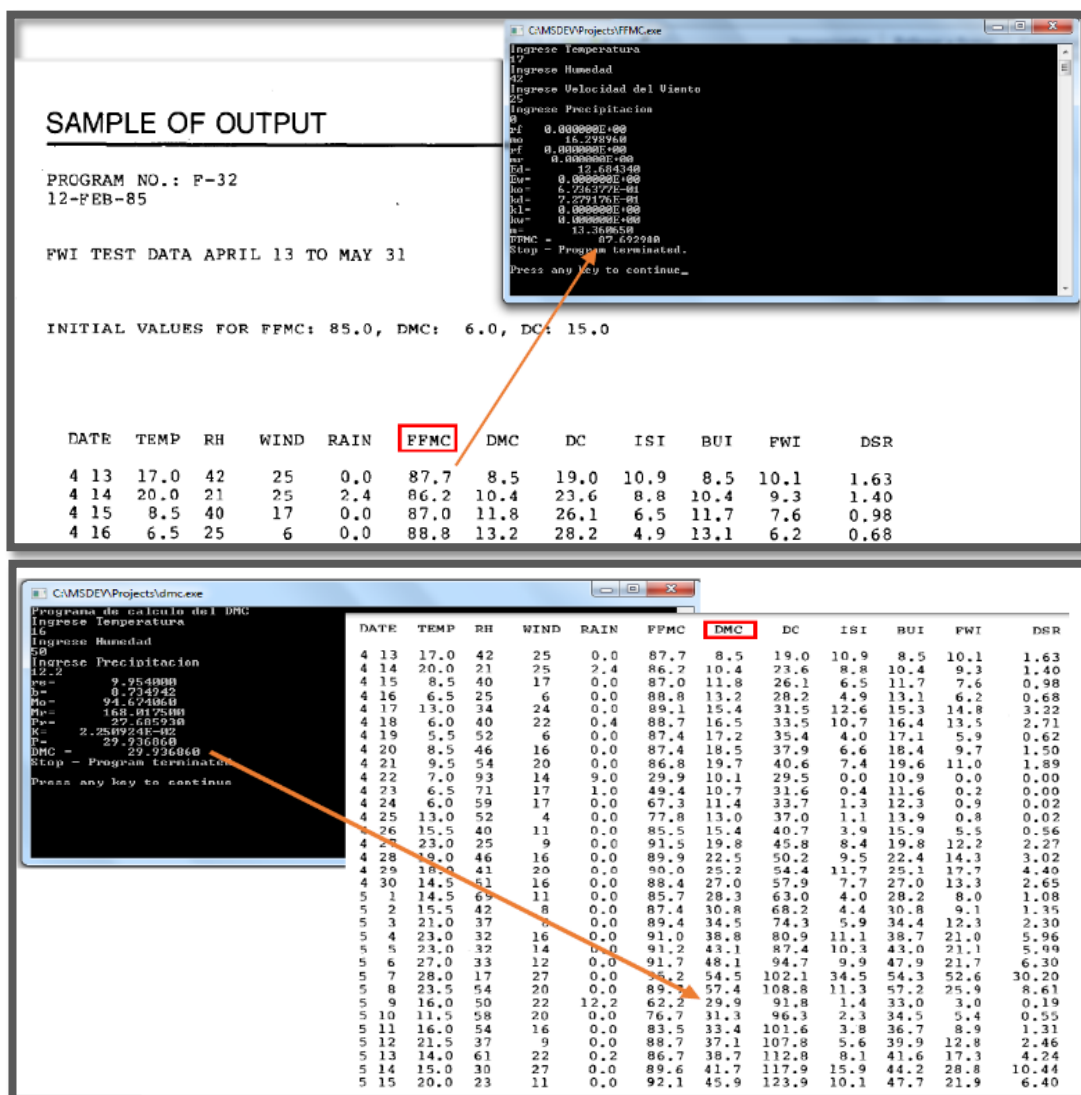 C:\MSDEV\Projects\FFMC.exe
Ingrese Temperatura
17
Ingrese Humedad
42
Ingrese Velocidad del Viento
25
Ingrese Precipitacion
0
rf 0.000000E+00
mo 16.298960
rf 0.000000E+00
mr 0.000000E+00
Ed= 12.684340
Ew= 0.000000E+00
ko= 6.736377E-01
kd= 7.279176E-01
kl= 0.000000E+00
kw= 0.000000E+00
m= 13.360650
FFMC = 87.692980
Stop - Program terminated.
Press any key to continue_
SAMPLE OF OUTPUT
PROGRAM NO.: F-32
12-FEB-85
FWI TEST DATA APRIL 13 TO MAY 31
INITIAL VALUES FOR FFMC: 85.0, DMC: 6.0, DC: 15.0
DATE TEMP RH WIND RAIN FFMC DMC DC ISI BUI FWI DSR
4 13 17.0 42 25 0.0 87.7 8.5 19.0 10.9 8.5 10.1 1.63
4 14 20.0 21 25 2.4 86.2 10.4 23.6 8.8 10.4 9.3 1.40
4 15 8.5 40 17 0.0 87.0 11.8 26.1 6.5 11.7 7.6 0.98
4 16 6.5 25 6 0.0 88.8 13.2 28.2 4.9 13.1 6.2 0.68
C:\MSDEV\Projects\dmc.exe
Programa de calculo del DMC
Ingrese Temperatura
16
Ingrese Humedad
50
Ingrese Precipitacion
12.2
re= 9.954000
b= 8.734942
Mo= 94.674060
Mr= 168.017500
Pr= 27.685930
K= 2.250924E-02
P= 29.936860
DMC = 29.936860
Stop - Program terminated
Press any key to continue
DATE TEMP RH WIND RAIN FFMC DMC DC ISI BUI FWI DSR
4 13 17.0 42 25 0.0 87.7 8.5 19.0 10.9 8.5 10.1 1.63
4 14 20.0 21 25 2.4 86.2 10.4 23.6 8.8 10.4 9.3 1.40
4 15 8.5 40 17 0.0 87.0 11.8 26.1 6.5 11.7 7.6 0.98
4 16 6.5 25 6 0.0 88.8 13.2 28.2 4.9 13.1 6.2 0.68
4 17 13.0 34 24 0.0 89.1 15.4 31.5 12.6 15.3 14.8 3.22
4 18 6.0 40 22 0.4 88.7 16.5 33.5 10.7 16.4 13.5 2.71
4 19 5.5 52 6 0.0 87.4 17.2 35.4 4.0 17.1 5.9 0.62
4 20 8.5 46 16 0.0 87.4 18.5 37.9 6.6 18.4 9.7 1.50
4 21 9.5 54 20 0.0 86.8 19.7 40.6 7.4 19.6 11.0 1.89
4 22 7.0 93 14 9.0 29.9 10.1 29.5 0.0 10.9 0.0 0.00
4 23 6.5 71 17 1.0 49.4 10.7 31.6 0.4 11.6 0.2 0.00
4 24 6.0 59 17 0.0 67.3 11.4 33.7 1.3 12.3 0.9 0.02
4 25 13.0 52 4 0.0 77.8 13.0 37.0 1.1 13.9 0.8 0.02
4 26 15.5 40 11 0.0 85.5 15.4 40.7 3.9 15.9 5.5 0.56
4 27 23.0 25 9 0.0 91.5 19.8 45.8 8.4 19.8 12.2 2.27
4 28 19.0 46 16 0.0 89.9 22.5 50.2 9.5 22.4 14.3 3.02
4 29 18.0 41 20 0.0 90.0 25.2 54.4 11.7 25.1 17.7 4.40
4 30 14.5 51 16 0.0 88.4 27.0 57.9 7.7 27.0 13.3 2.65
5 1 14.5 69 11 0.0 85.7 28.3 63.0 4.0 28.2 8.0 1.08
5 2 15.5 42 8 0.0 87.4 30.8 68.2 4.4 30.8 9.1 1.35
5 3 21.0 37 8 0.0 89.4 34.5 74.3 5.9 34.4 12.3 2.30
5 4 23.0 32 16 0.0 91.0 38.8 80.9 11.1 38.7 21.0 5.96
5 5 23.0 32 14 0.0 91.2 43.1 87.4 10.3 43.0 21.1 5.99
5 6 27.0 33 12 0.0 91.7 48.1 94.7 9.9 47.9 21.7 6.30
5 7 28.0 17 27 0.0 95.2 54.5 102.1 34.5 54.3 52.6 30.20
5 8 23.5 54 20 0.0 89.7 57.4 108.8 11.3 57.2 25.9 8.61
5 9 16.0 50 22 12.2 62.2 29.9 91.8 1.4 33.0 3.0 0.19
5 10 11.5 58 20 0.0 76.7 31.3 96.3 2.3 34.5 5.4 0.55
5 11 16.0 54 16 0.0 83.5 33.4 101.6 3.8 36.7 8.9 1.31
5 12 21.5 37 9 0.0 88.7 37.1 107.8 5.6 39.9 12.8 2.46
5 13 14.0 61 22 0.2 86.7 38.7 112.8 8.1 41.6 17.3 4.24
5 14 15.0 30 27 0.0 89.6 41.7 117.9 15.9 44.2 28.8 10.44
5 15 20.0 23 11 0.0 92.1 45.9 123.9 10.1 47.7 21.9 6.40